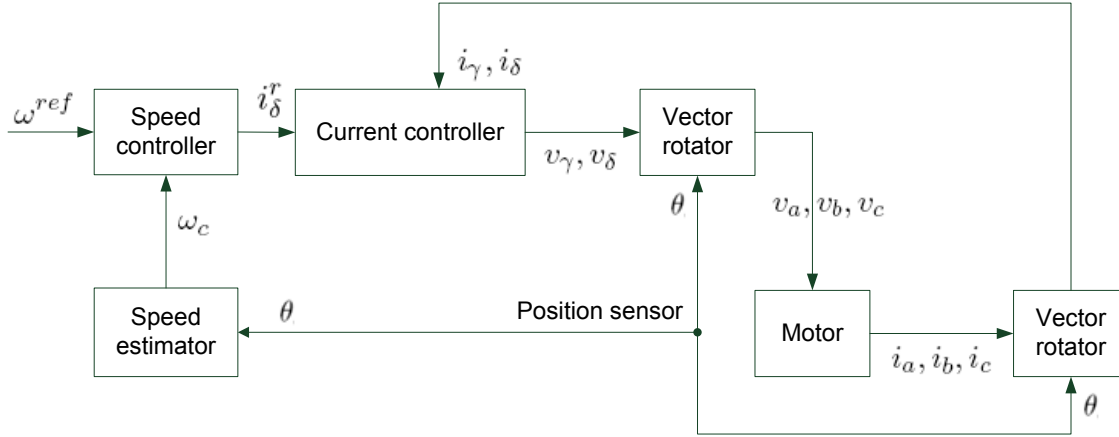 i_γ, i_δ
ω^{ref}
Speed
controller
i_δ^r
Current controller
v_γ, v_δ
Vector
rotator
θ
v_a, v_b, v_c
ω_c
Speed
estimator
θ
Position sensor
Motor
i_a, i_b, i_c
Vector
rotator
θ